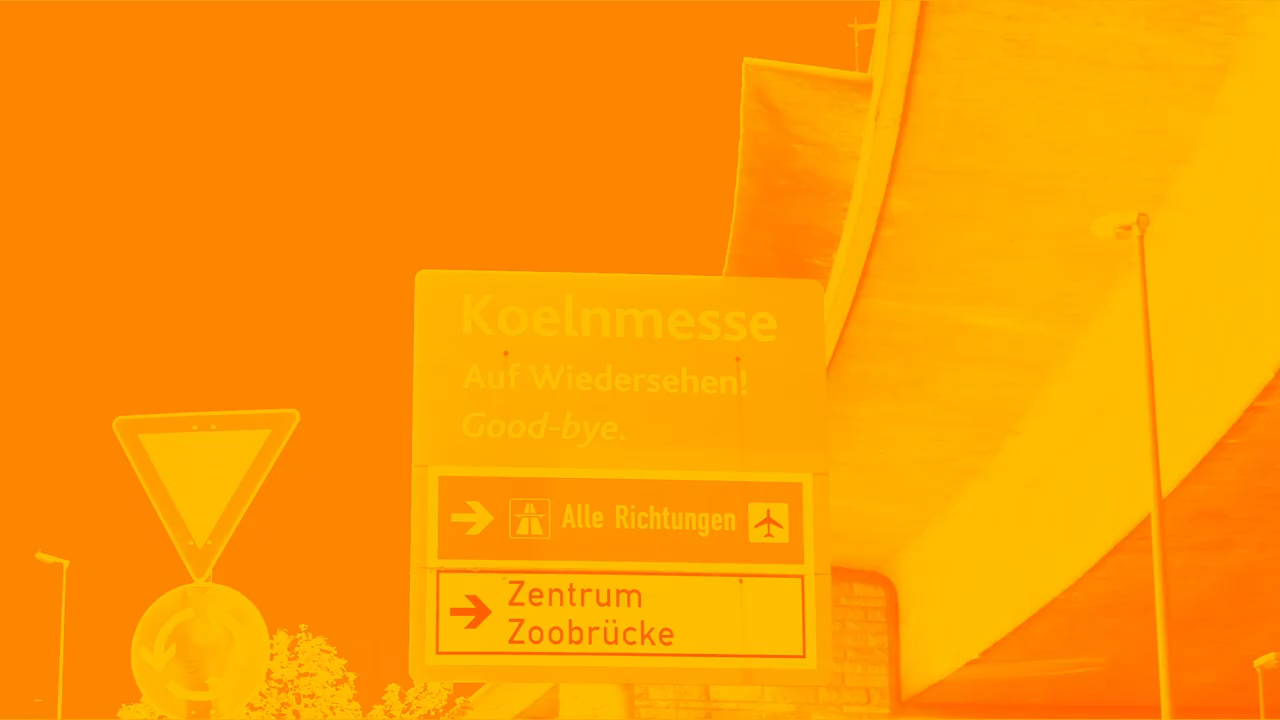 Koelnmesse
Auf Wiedersehen!
Good-bye.
Alle Richtungen
Zentrum
Zoobrücke